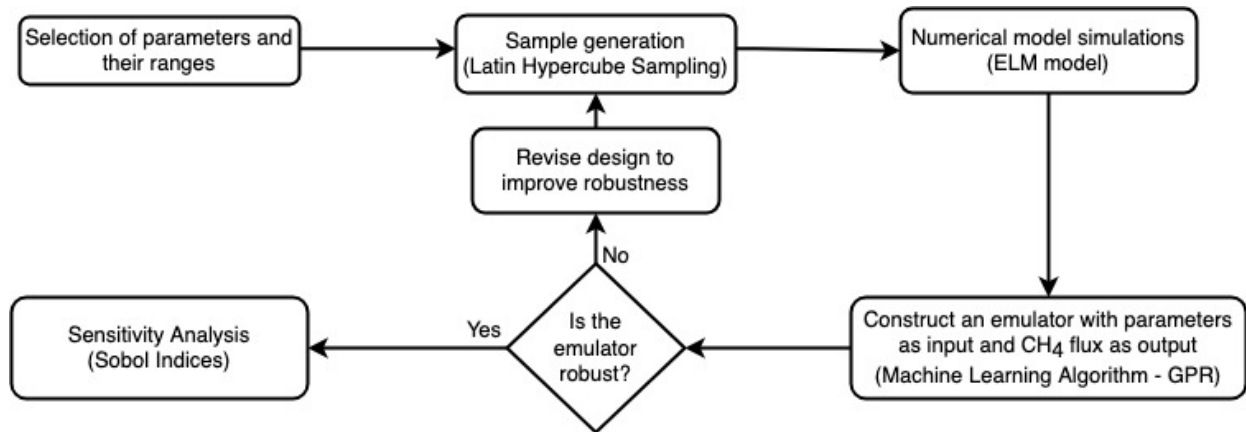 Selection of parameters and
their ranges
Sample generation
(Latin Hypercube Sampling)
Numerical model simulations
(ELM model)
Revise design to
improve robustness
No
Sensitivity Analysis
(Sobol Indices)
Yes
Is the
emulator
robust?
Construct an emulator with parameters
as input and CH₄ flux as output
(Machine Learning Algorithm - GPR)